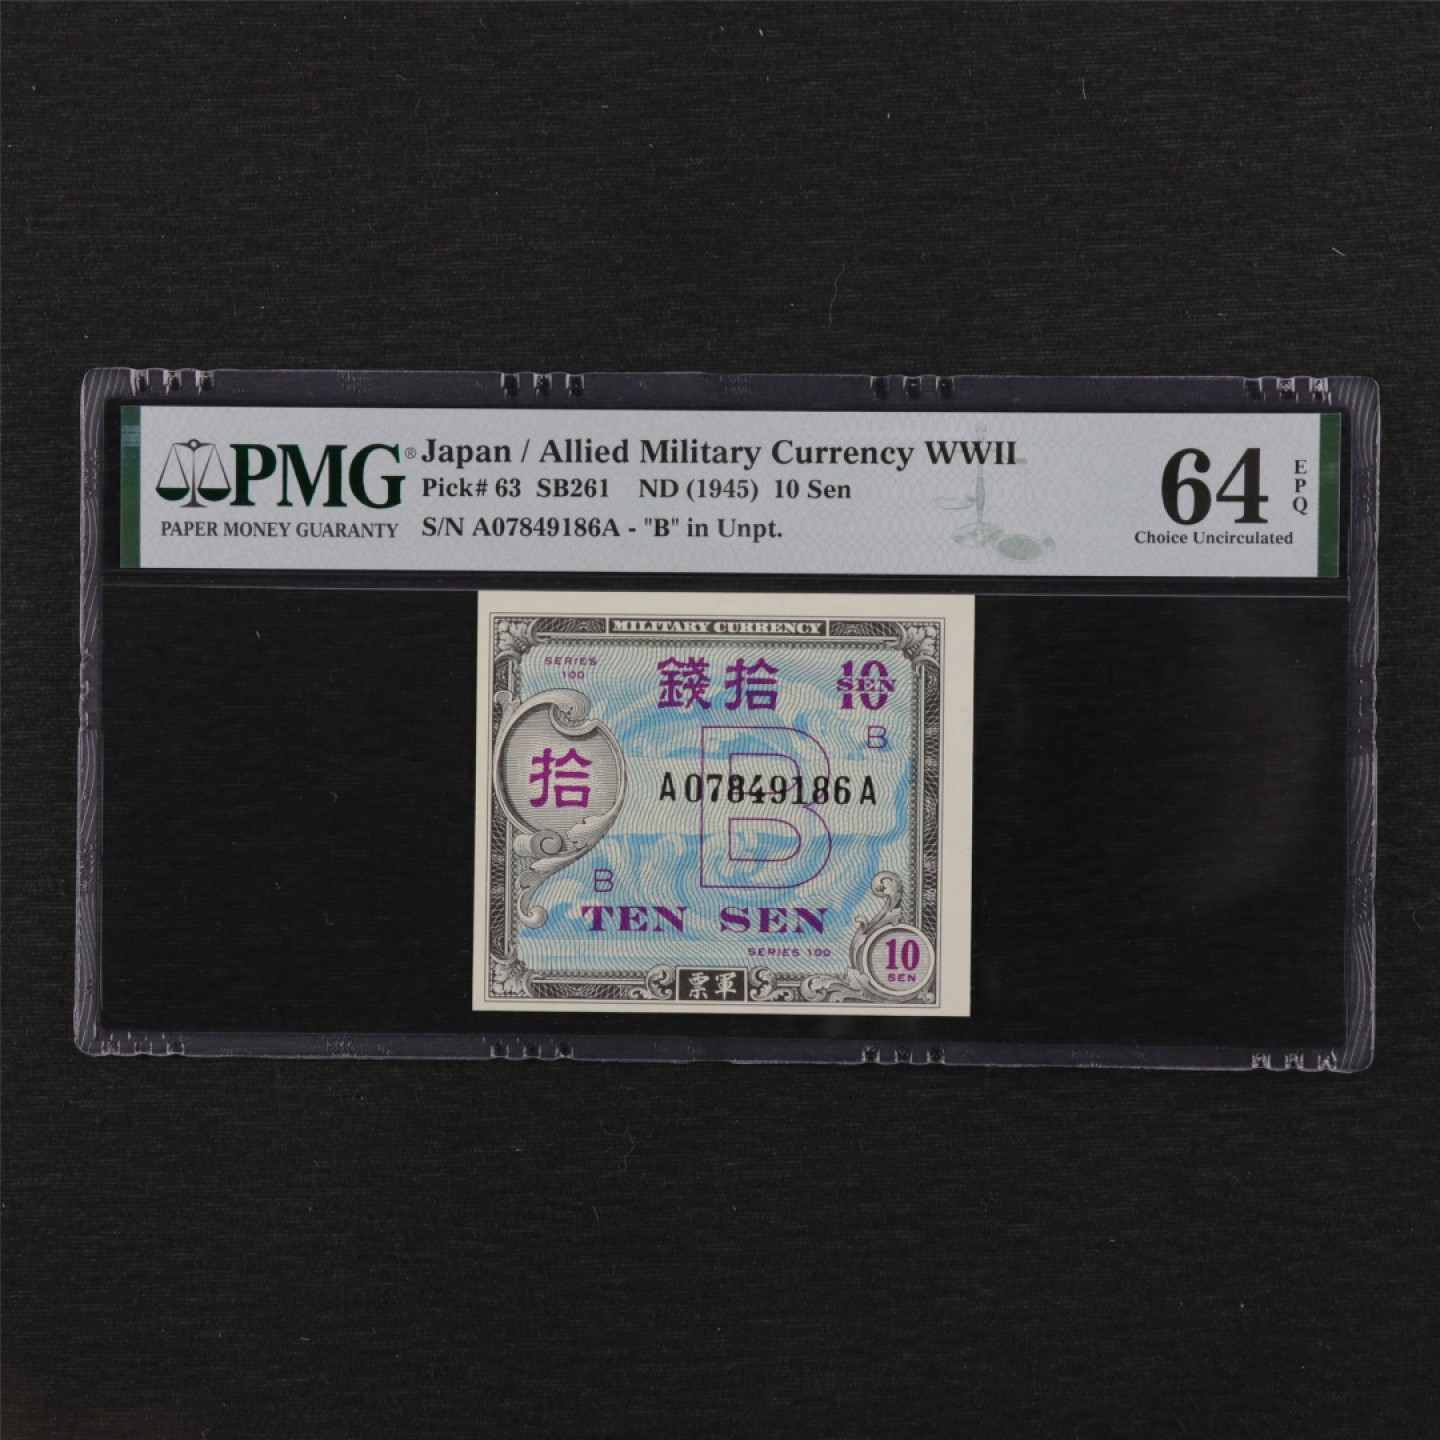 PMG®
PAPER MONEY GUARANTY
Japan / Allied Military Currency WWII
Pick# 63 SB261 ND (1945) 10 Sen
S/N A07849186A - "B" in Unpt.
64 EPQ
Choice Uncirculated
MILITARY CURRENCY
SERIES 100
錢拾
10
SEN
B
拾
B
A07849186A
B
TEN SEN
SERIES 100
10
SEN
票軍